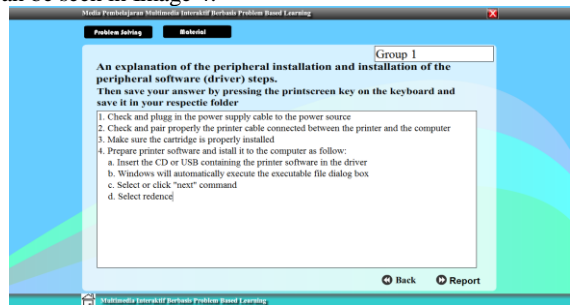 an be seen in Image 4.
Media Pembelajaran Multimedia Interaktif Berbasis Problem Based Learning
Problem Solving Material
Group 1
An explanation of the peripheral installation and installation of the
peripheral software (driver) steps.
Then save your answer by pressing the printscreen key on the keyboard and
save it in your respectie folder
1. Check and plugg in the power supply cable to the power source
2. Check and pair properly the printer cable connected between the printer and the computer
3. Make sure the cartridge is properly installed
4. Prepare printer software and istall it to the computer as follow:
a. Insert the CD or USB containing the printer software in the driver
b. Windows will automatically execute the executable file dialog box
c. Select or click "next" command
d. Select redence
Back Report
Multimedia Interaktif Berbasis Problem Based Learning